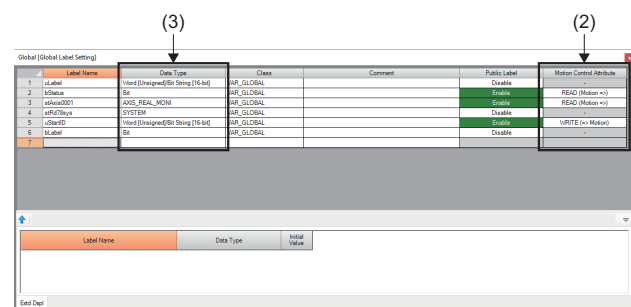 (3) (2)
Global [Global Label Setting]
Label Name Data Type Class Comment Public Label Motion Control Attribute
1 uLabel Word [Unsigned]/Bit String [16-bit] VAR_GLOBAL Disable -
2 bStatus Bit VAR_GLOBAL Enable READ (Motion =>)
3 stAxis0001 AXIS_REAL_MONI VAR_GLOBAL Enable READ (Motion =>)
4 stRd78sys SYSTEM VAR_GLOBAL Disable -
5 uStartID Word [Unsigned]/Bit String [16-bit] VAR_GLOBAL Enable WRITE (=> Motion)
6 bLabel Bit VAR_GLOBAL Disable -
7
Label Name Data Type Initial Value
Extd Depl